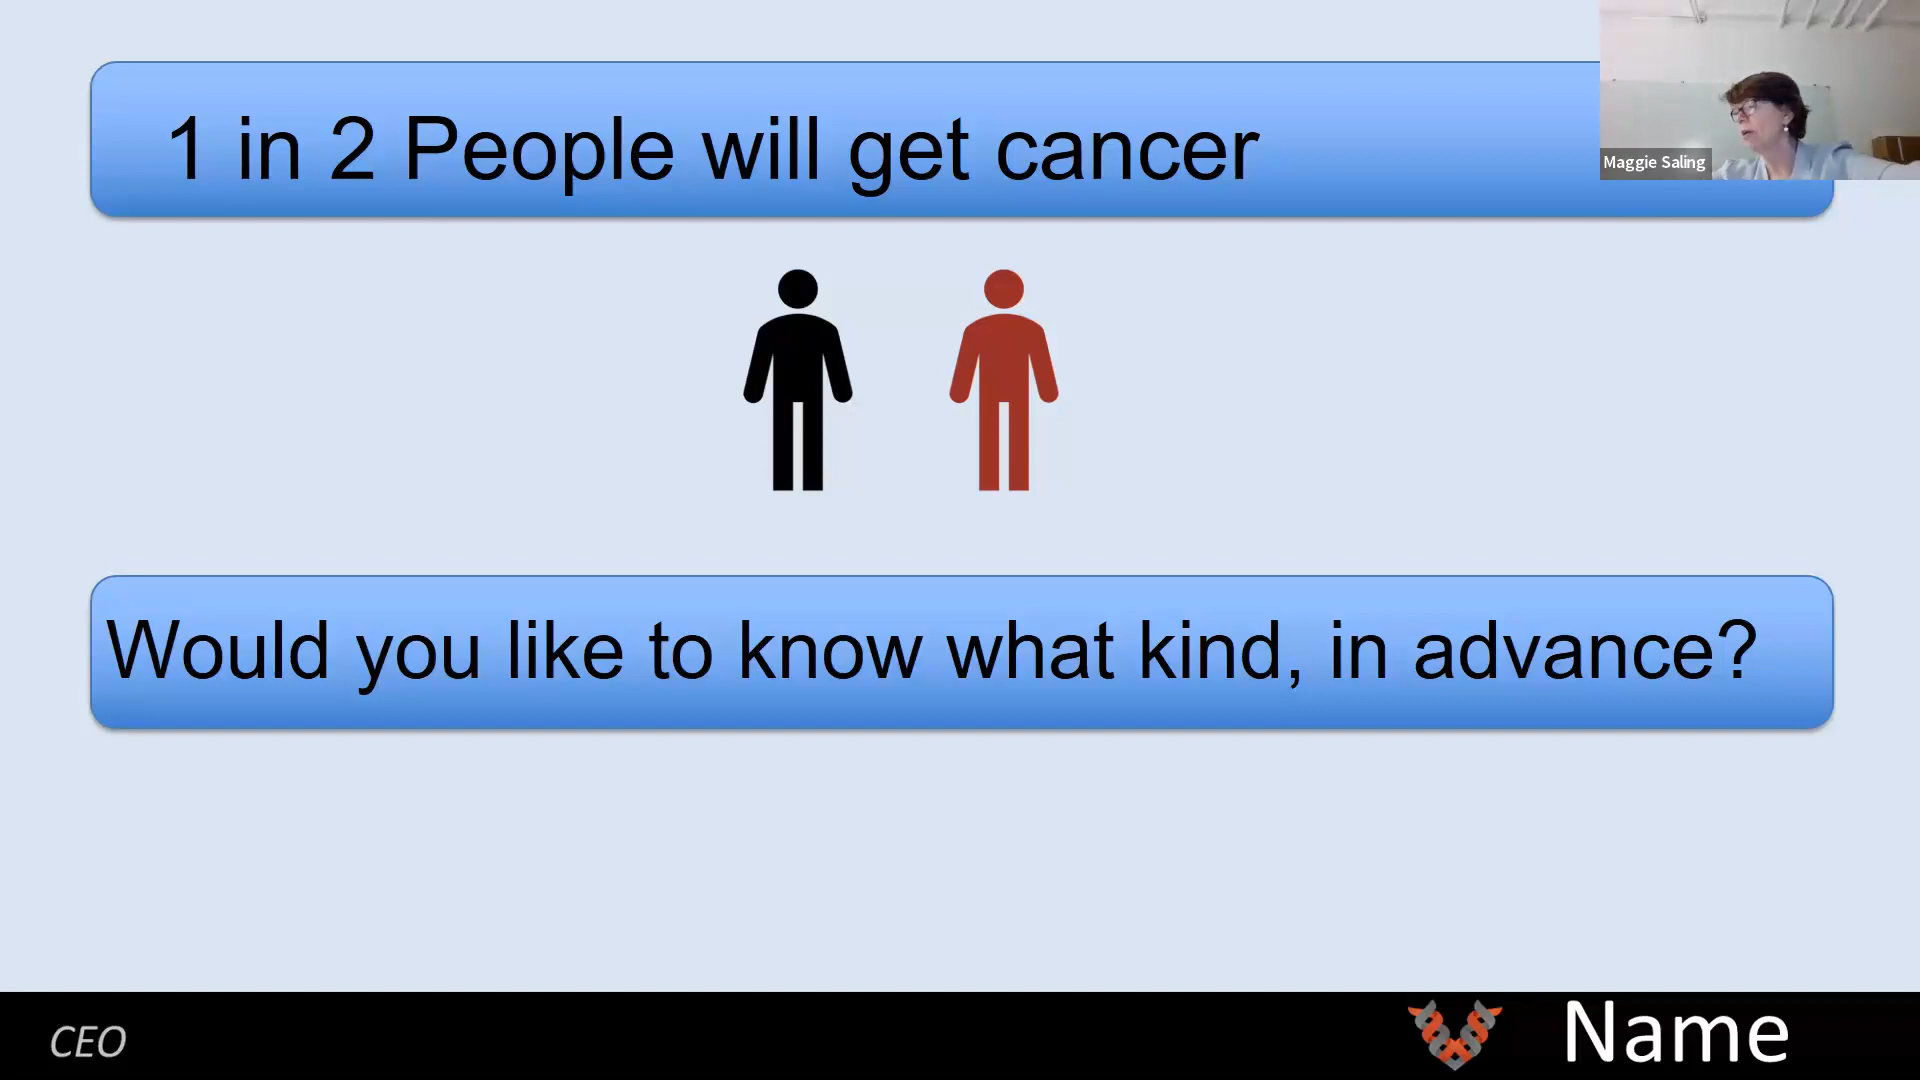 1 in 2 People will get cancer
Maggie Saling
Would you like to know what kind, in advance?
CEO
Name